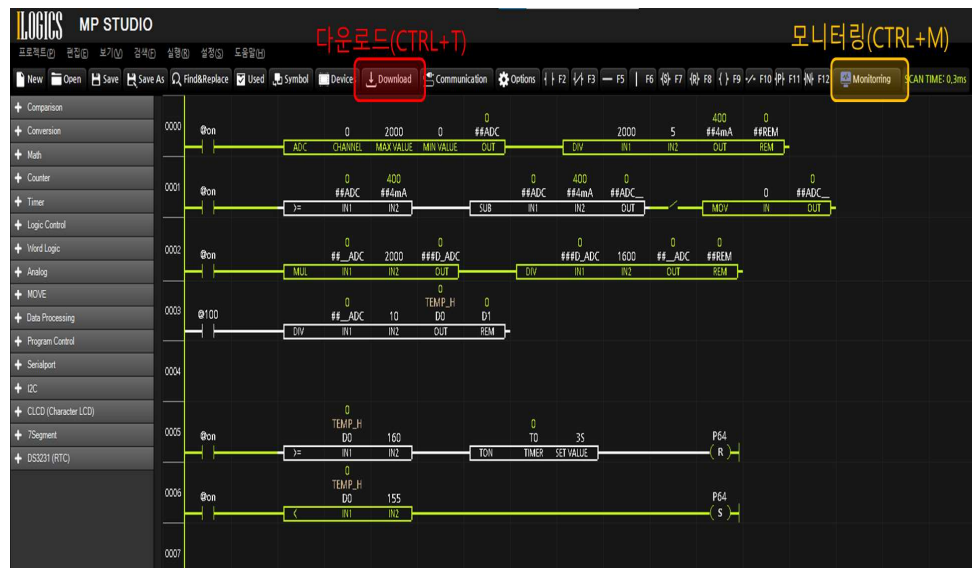 ILOGICS MP STUDIO
다운로드(CTRL+T)
모니터링(CTRL+M)
프로젝트(P) 편집(E) 보기(V) 검색(F) 실행(R) 설정(S) 도움말(H)
New Open Save Save As Find&Replace Used Symbol Device Download Communication Options F2 F3 F5 F6 {S} F7 {R} F8 { } F9 F10 {P} F11 {N} F12 Monitorring SCAN TIME: 0,3ms
+ Comparison
+ Conversion
+ Math
+ Counter
+ Timer
+ Logic Control
+ Word Logic
+ Analog
+ MOVE
+ Data Processing
+ Program Control
+ Serialport
+ I2C
+ CLCD (Character LCD)
+ 7Segment
+ DS3231 (RTC)
0 400 0
0000 @on 0 2000 0 ##ADC 2000 5 ##4mA ##REM
ADC CHANNEL MAX VALUE MIN VALUE OUT DIV IN1 IN2 OUT REM
0 400 0 400 0 0
0001 @on ##ADC ##4mA ##ADC ##4mA ##ADC__ 0 ##ADC__
>= IN1 IN2 SUB IN1 IN2 OUT MOV IN OUT
0 0 0 0 0
0002 @on ##__ADC 2000 ###D_ADC ###D_ADC 1600 ##__ADC ##REM
MUL IN1 IN2 OUT DIV IN1 IN2 OUT REM
0
0 TEMP_H 0
0003 @100 ##__ADC 10 D0 D1
DIV IN1 IN2 OUT REM
0004
0
TEMP_H 0
0005 @on D0 160 T0 3S P64
>= IN1 IN2 TON TIMER SET VALUE R
0
TEMP_H
0006 @on D0 155 P64
< IN1 IN2 S
0007